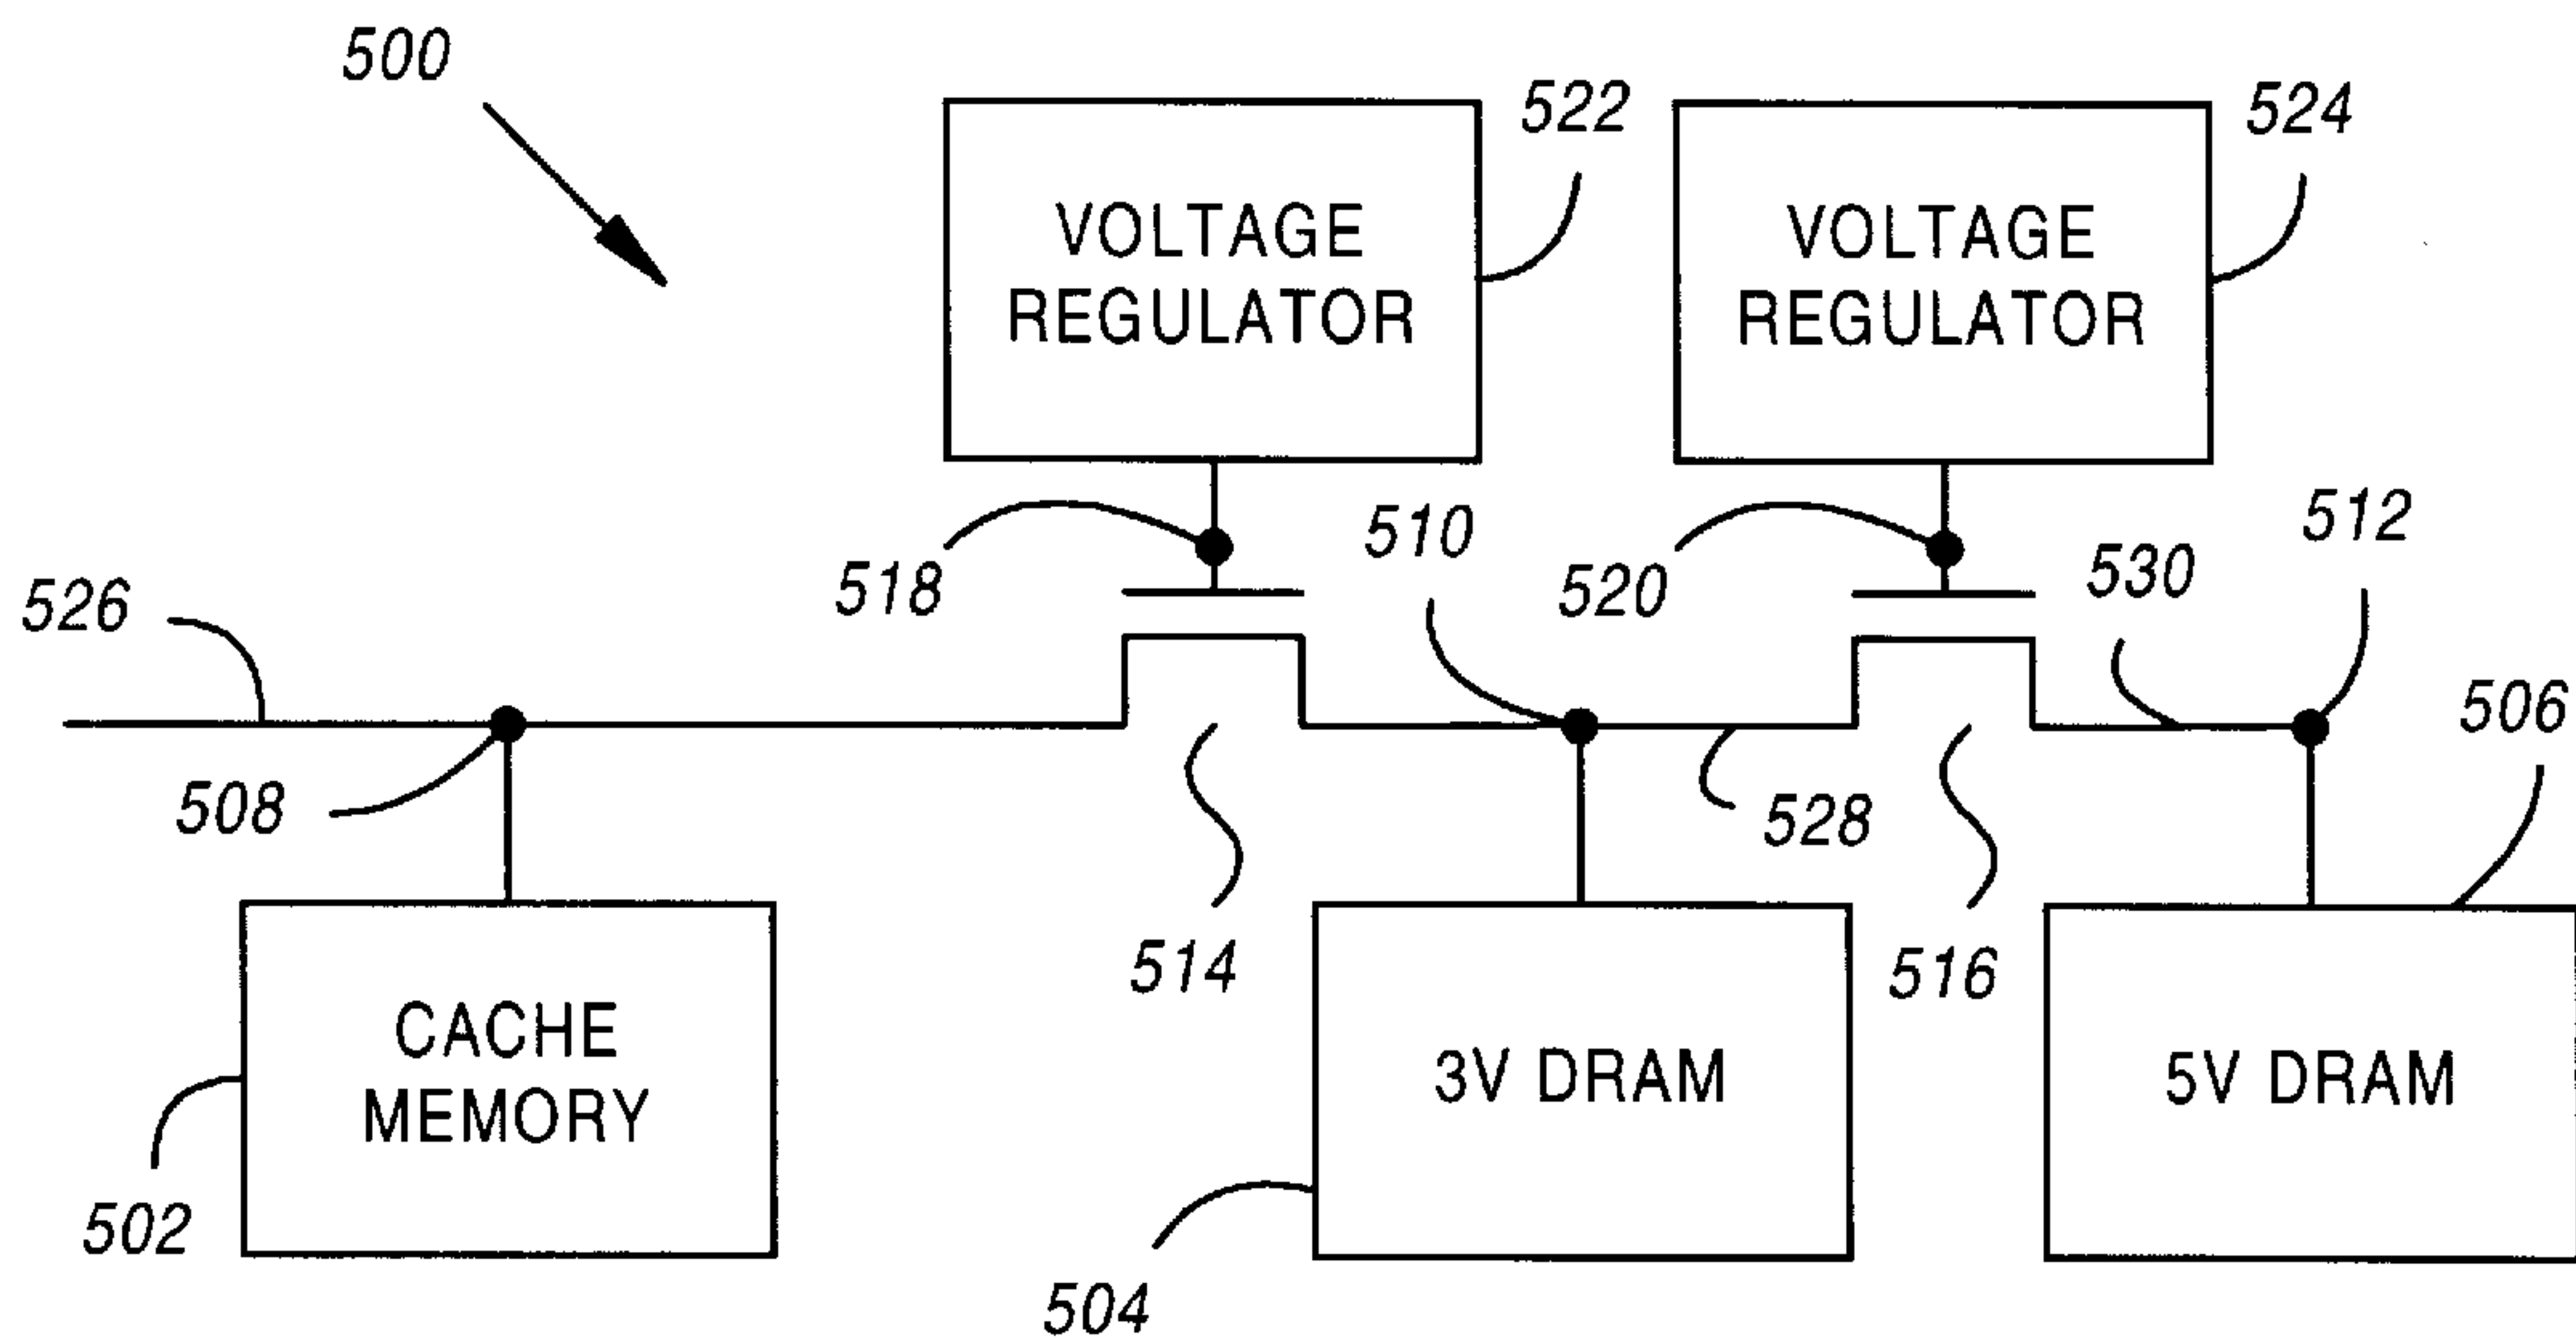 500
522
524
VOLTAGE
REGULATOR
VOLTAGE
REGULATOR
518
510
520
530
512
526
508
528
506
514
516
CACHE
MEMORY
3V DRAM
5V DRAM
502
504